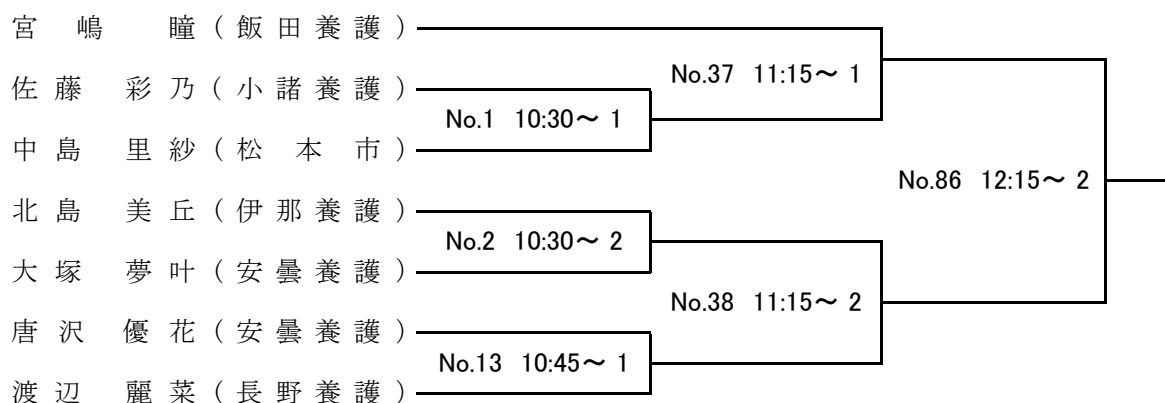 宮嶋 瞳（飯田養護）
No.37 11:15～ 1
佐藤 彩乃（小諸養護）
No.1 10:30～ 1
中島 里紗（松本市）
No.86 12:15～ 2
北島 美丘（伊那養護）
No.2 10:30～ 2
大塚 夢叶（安曇養護）
No.38 11:15～ 2
唐沢 優花（安曇養護）
No.13 10:45～ 1
渡辺 麗菜（長野養護）